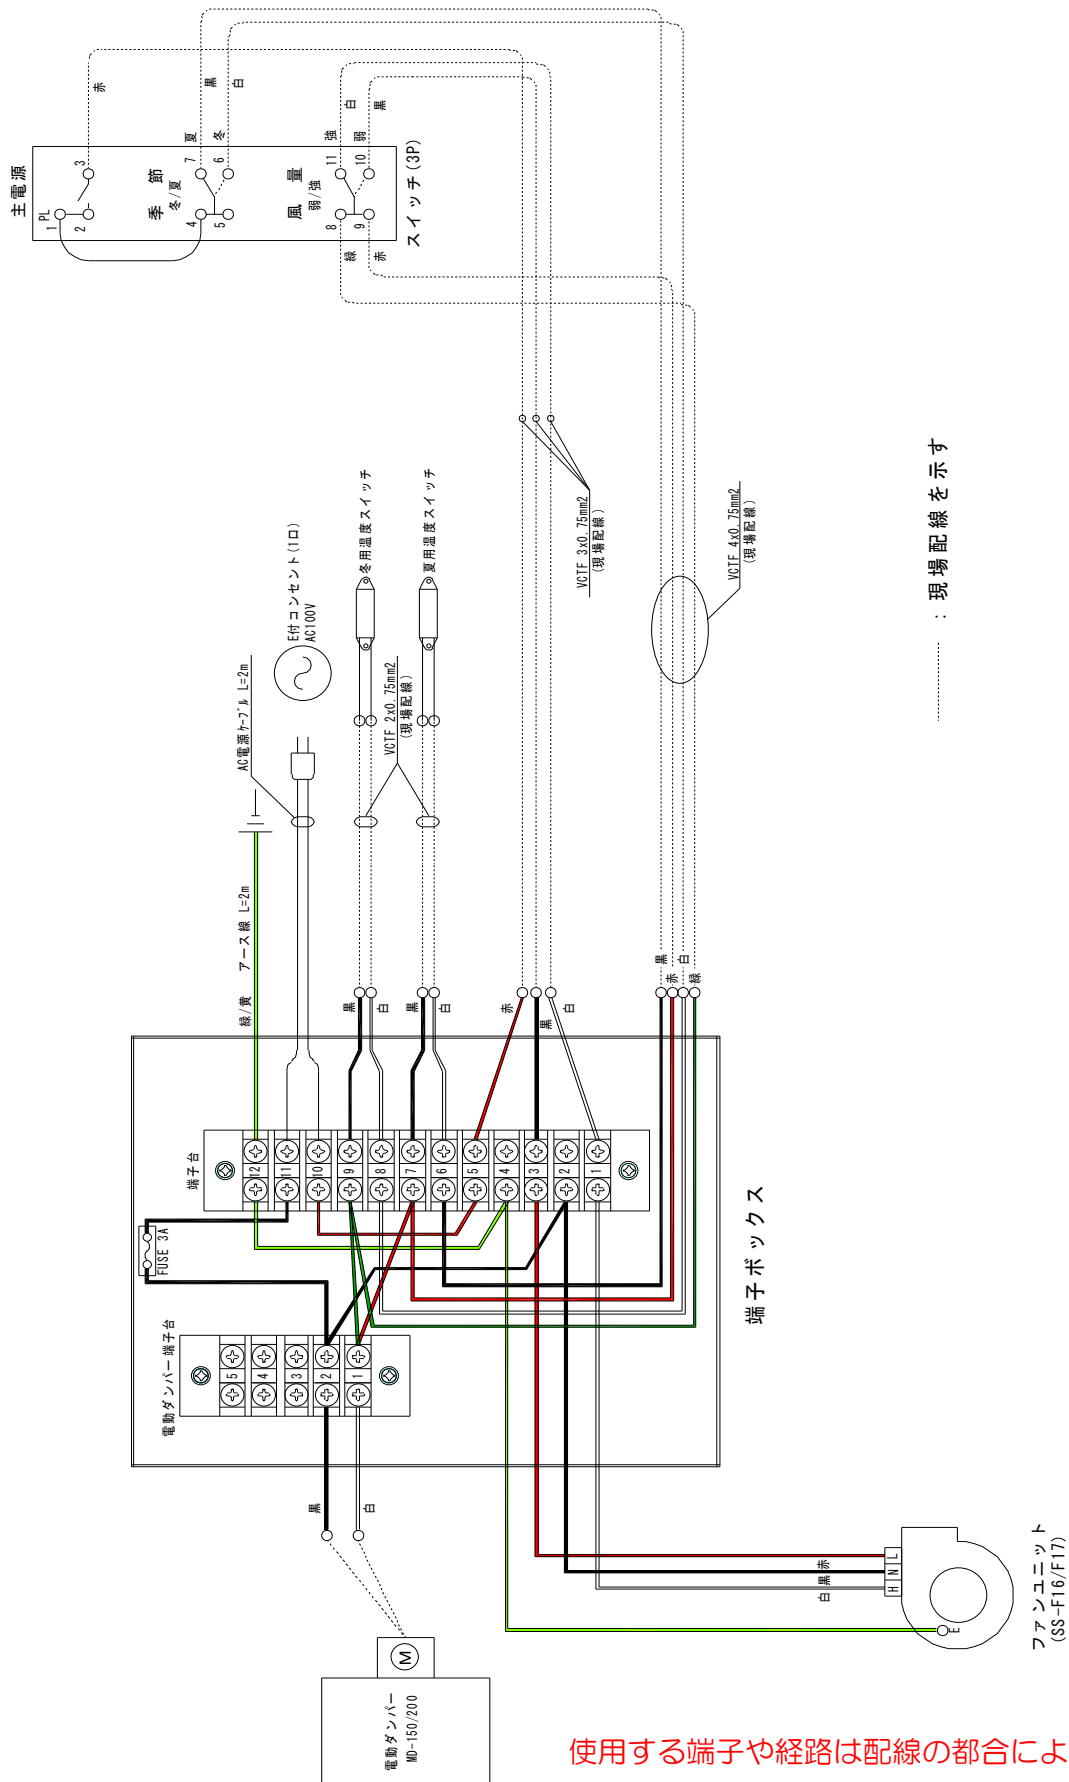 主電源
1 PL
2
3
季節
冬/夏
4
5
7
6
夏
冬
風量
弱/強
8
9
11
10
強
弱
スイッチ(3P)
赤
黒
白
白
黒
緑
赤
E付コンセント(1口)
AC100V
AC電源ケーブル L=2m
冬用温度スイッチ
夏用温度スイッチ
VCTF 2x0.75mm2
(現場配線)
VCTF 3x0.75mm2
(現場配線)
VCTF 4x0.75mm2
(現場配線)
: 現場配線を示す
緑/黄 アース線 L=2m
黒
白
黒
白
赤
黒
白
黒
赤
白
緑
端子台
12
11
10
9
8
7
6
5
4
3
2
1
FUSE 3A
電動ダンパー端子台
5
4
3
2
1
端子ボックス
黒
白
M
電動ダンパー
MD-150/200
赤
黒
白
L
N
H
E
ファンユニット
(SS-F16/F17)
使用する端子や経路は配線の都合によ